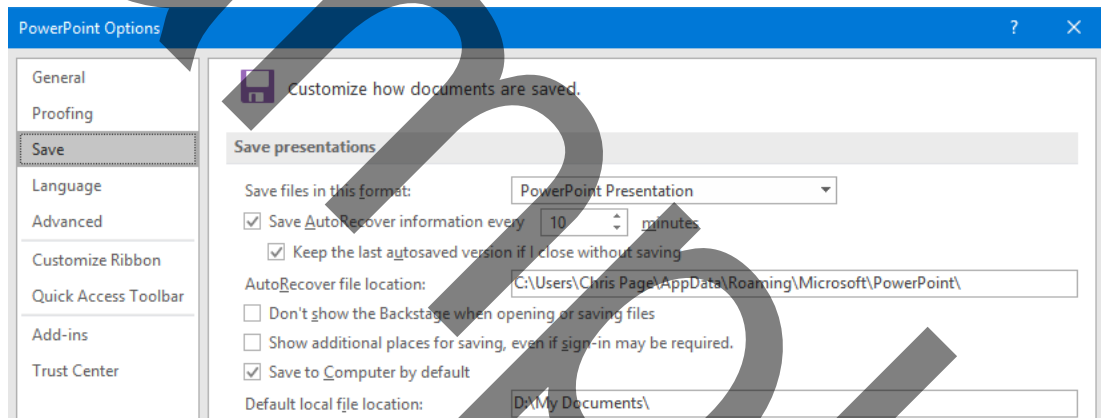 PowerPoint Options
?
General
Proofing
Save
Language
Advanced
Customize Ribbon
Quick Access Toolbar
Add-ins
Trust Center
Customize how documents are saved.
Save presentations
Save files in this format: PowerPoint Presentation
Save AutoRecover information every 10 minutes
Keep the last autosaved version if I close without saving
AutoRecover file location: C:\Users\Chris Page\AppData\Roaming\Microsoft\PowerPoint\
Don't show the Backstage when opening or saving files
Show additional places for saving, even if sign-in may be required.
Save to Computer by default
Default local file location: D:\My Documents\